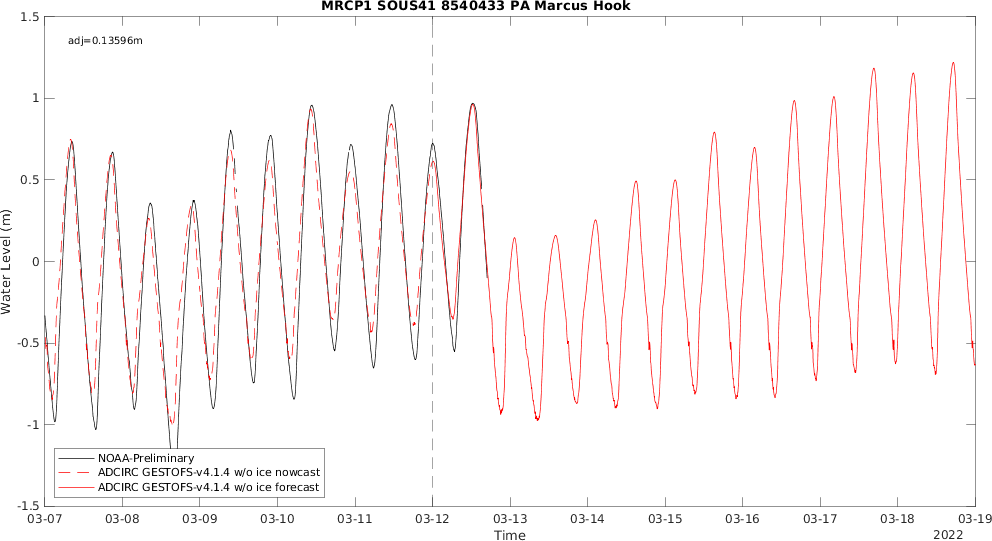 MRCP1 SOUS41 8540433 PA Marcus Hook
adj=0.13596m
1.5
1
0.5
0
-0.5
-1
-1.5
Water Level (m)
NOAA-Preliminary
ADCIRC GESTOFS-v4.1.4 w/o ice nowcast
ADCIRC GESTOFS-v4.1.4 w/o ice forecast
03-07 03-08 03-09 03-10 03-11 03-12 03-13 03-14 03-15 03-16 03-17 03-18 03-19
Time
2022